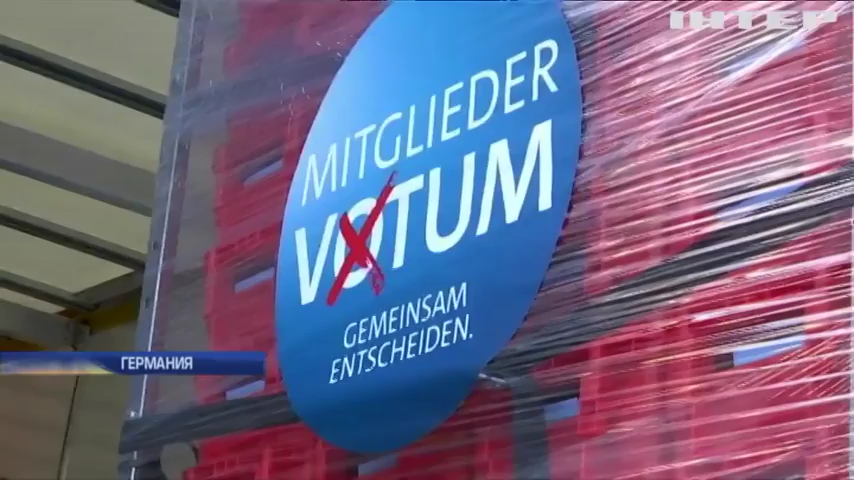 ІНТЕР
MITGLIEDER
VOTUM
GEMEINSAM
ENTSCHEIDEN.
ГЕРМАНИЯ